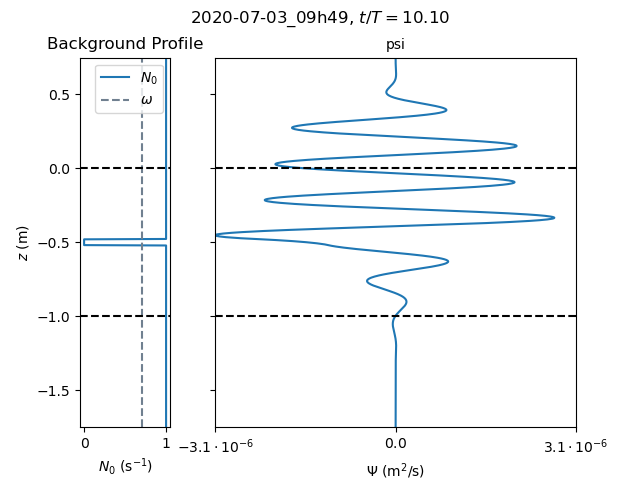 2020-07-03_09h49, t/T = 10.10
Background Profile
psi
N₀
ω
0.5
0.0
−0.5
−1.0
−1.5
z (m)
0
1
N₀ (s⁻¹)
−3.1 · 10⁻⁶
0.0
3.1 · 10⁻⁶
Ψ (m²/s)